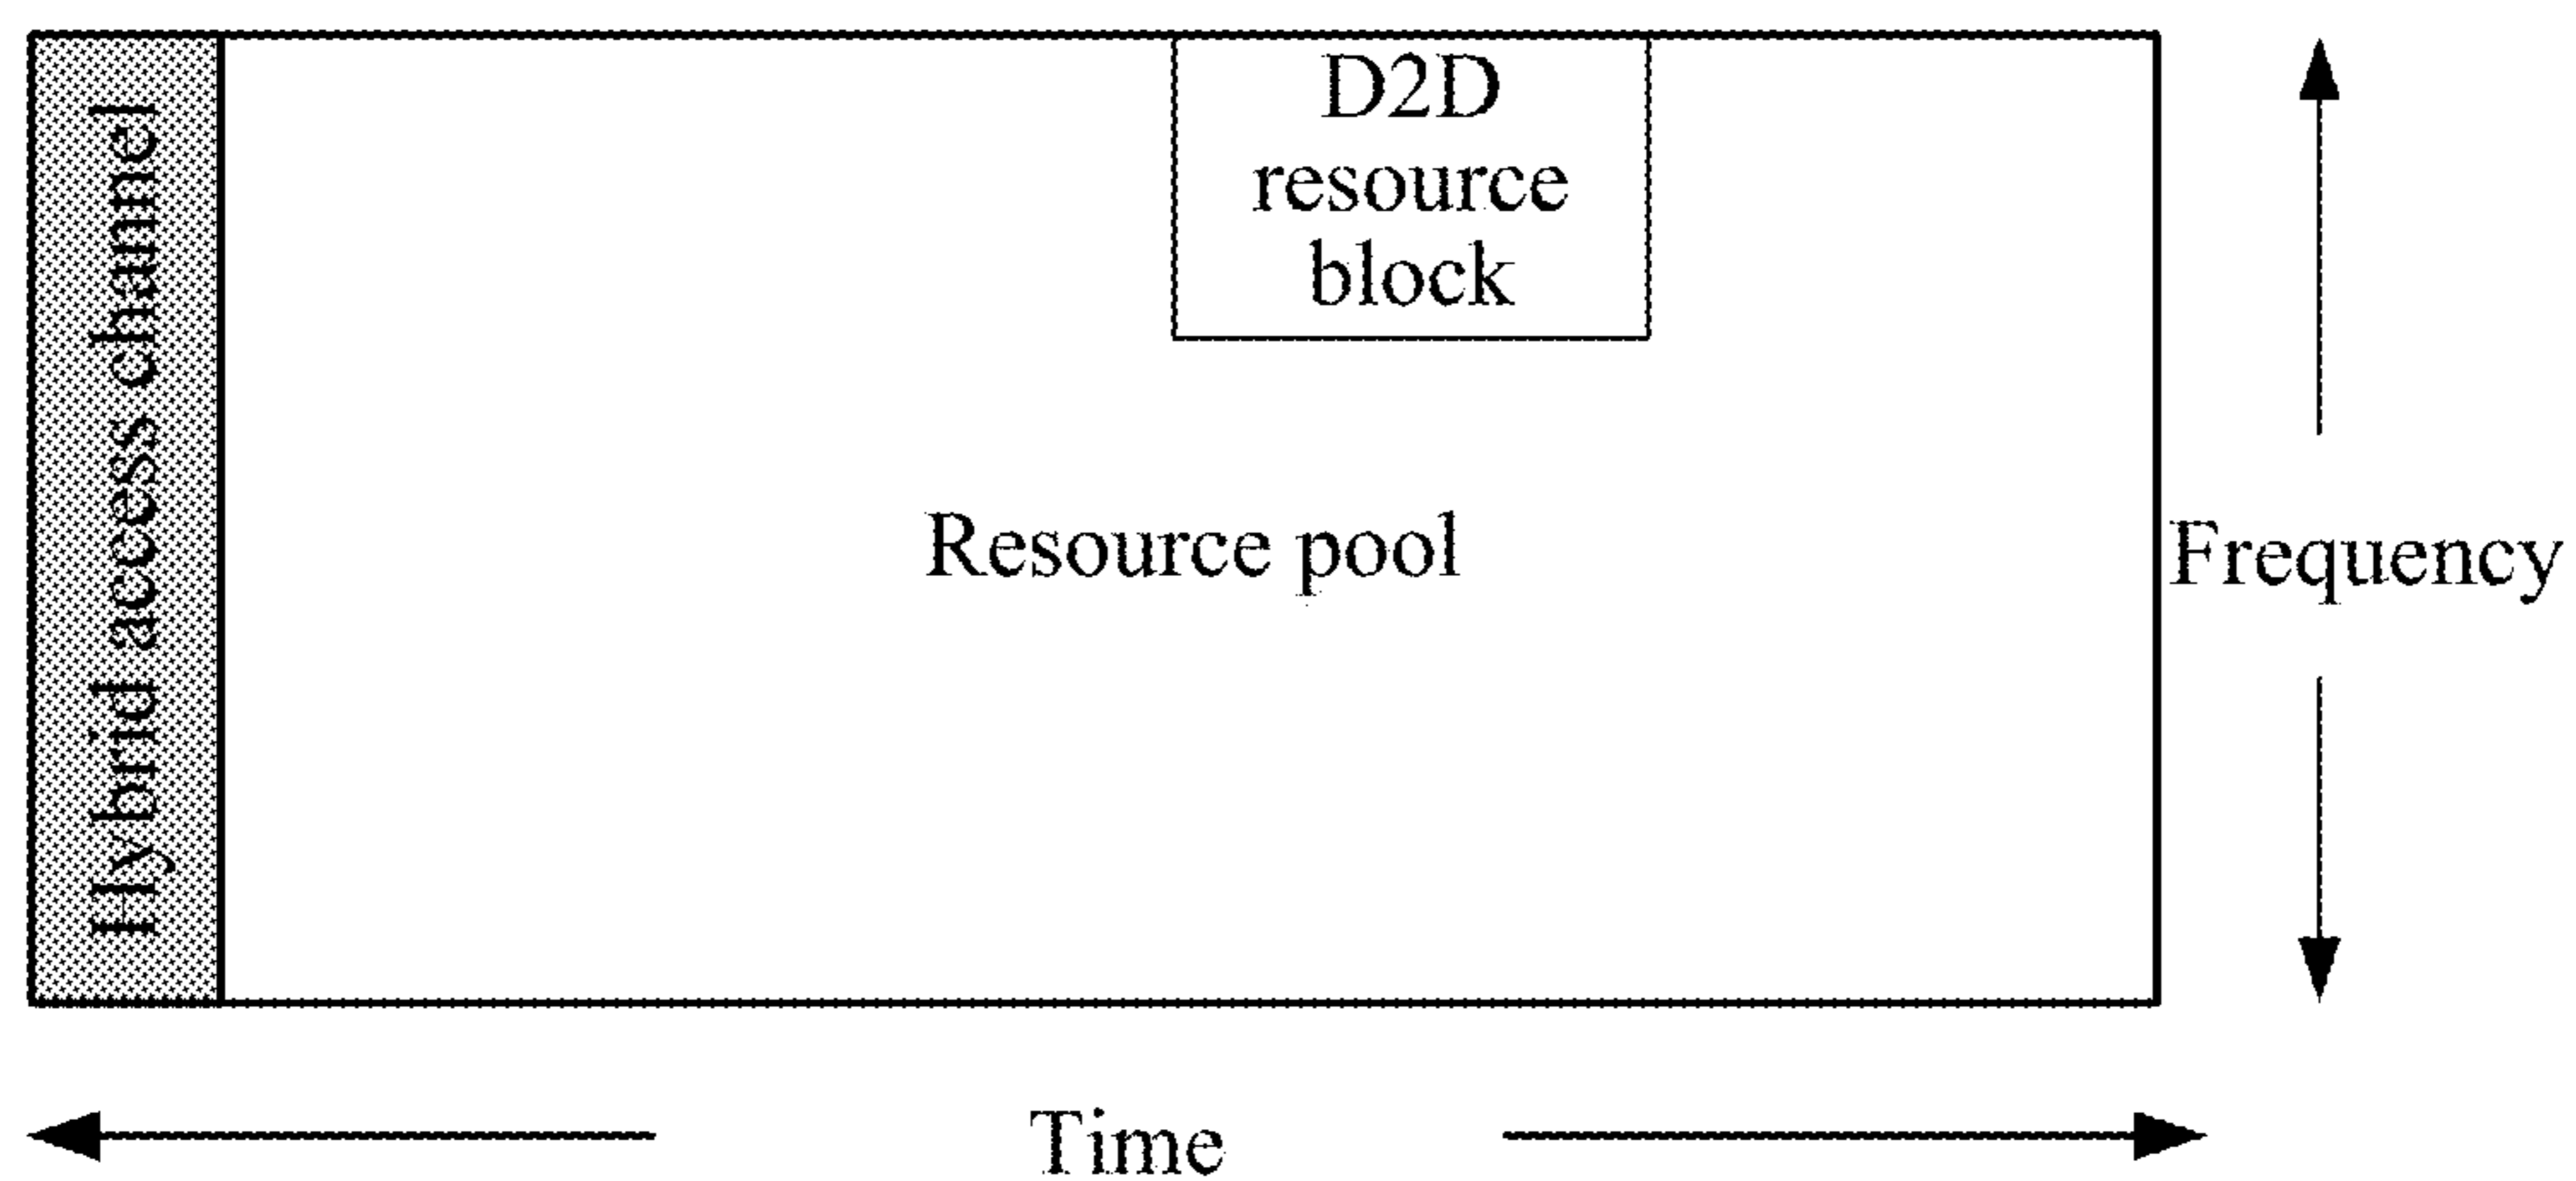 Hybrid access channel
D2D
resource
block
Resource pool
Frequency
Time